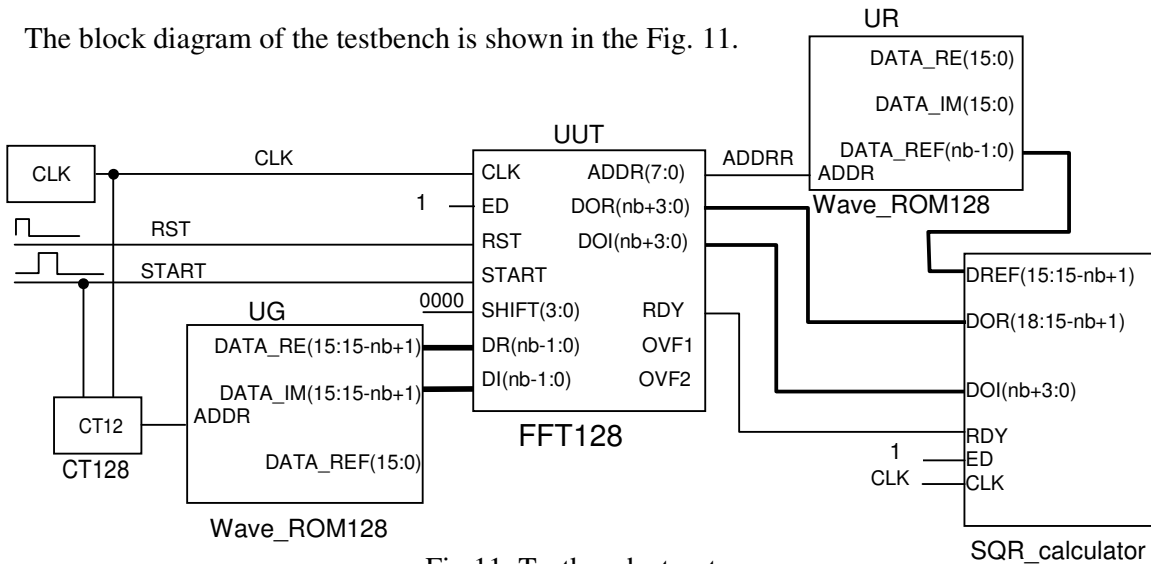 The block diagram of the testbench is shown in the Fig. 11.
UR
DATA_RE(15:0)
DATA_IM(15:0)
DATA_REF(nb-1:0)
ADDR
Wave_ROM128
CLK
CLK
1
RST
START
0000
UUT
CLK
ED
RST
START
SHIFT(3:0)
DR(nb-1:0)
DI(nb-1:0)
ADDR(7:0)
DOR(nb+3:0)
DOI(nb+3:0)
RDY
OVF1
OVF2
FFT128
ADDRR
UG
DATA_RE(15:15-nb+1)
DATA_IM(15:15-nb+1)
ADDR
DATA_REF(15:0)
Wave_ROM128
CT12
CT128
DREF(15:15-nb+1)
DOR(18:15-nb+1)
DOI(nb+3:0)
RDY
1
ED
CLK
CLK
SQR_calculator